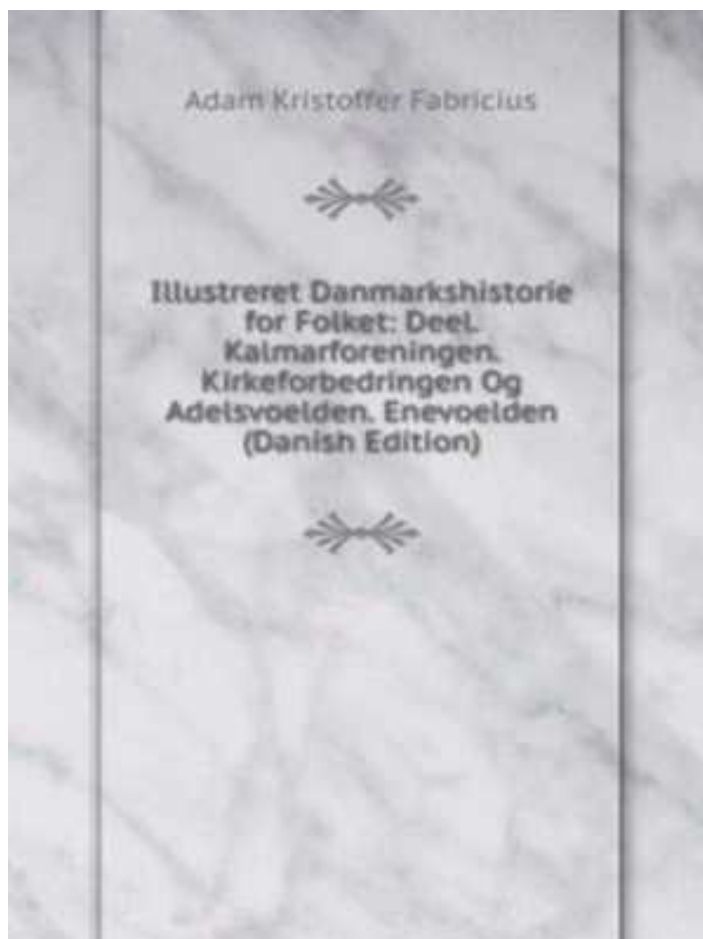 Adam Kristoffer Fabricius
Illustreret Danmarkshistorie
for Folket: Deel.
Kalmarforeningen.
Kirkeforbedringen Og
Adelsvoelden. Enevoelden
(Danish Edition)